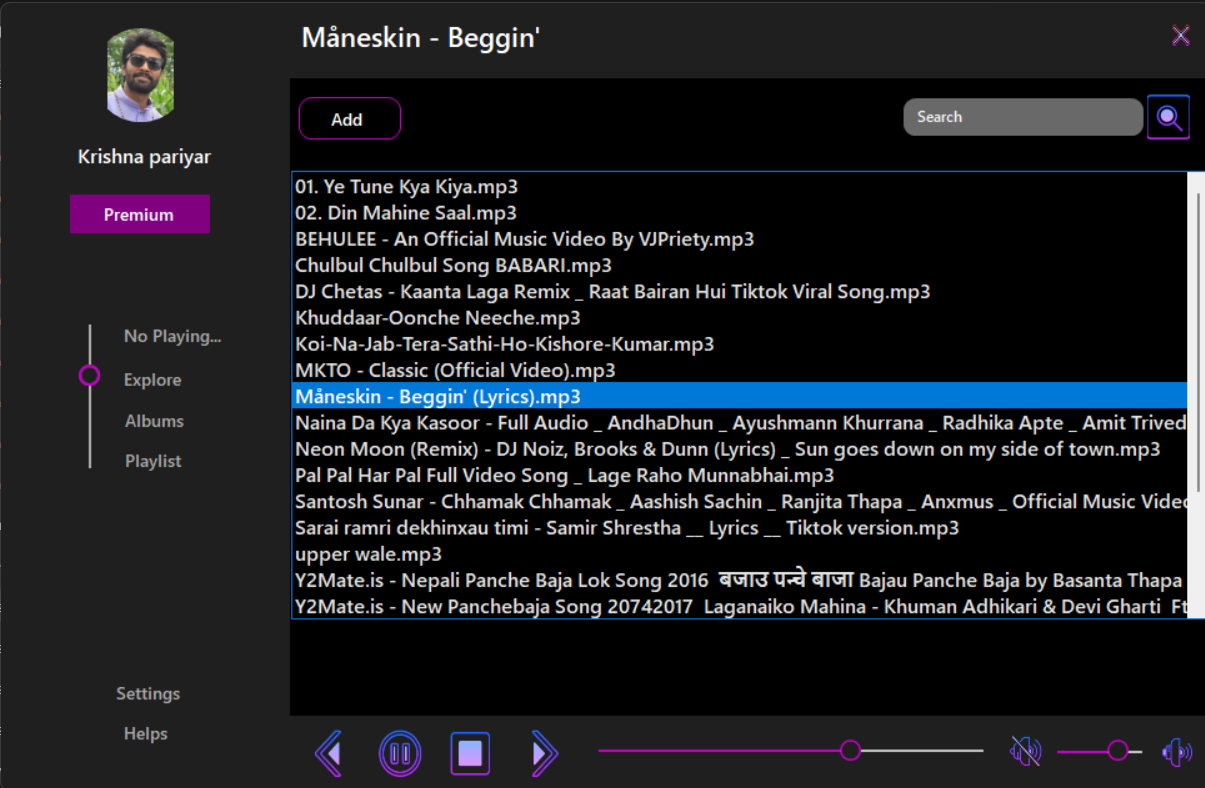 Måneskin - Beggin'
Krishna pariyar
Premium
No Playing...
Explore
Albums
Playlist
Settings
Helps
Add
Search
01. Ye Tune Kya Kiya.mp3
02. Din Mahine Saal.mp3
BEHULEE - An Official Music Video By VJPriety.mp3
Chulbul Chulbul Song BABARI.mp3
DJ Chetas - Kaanta Laga Remix _ Raat Bairan Hui Tiktok Viral Song.mp3
Khuddaar-Oonche Neeche.mp3
Koi-Na-Jab-Tera-Sathi-Ho-Kishore-Kumar.mp3
MKTO - Classic (Official Video).mp3
Måneskin - Beggin' (Lyrics).mp3
Naina Da Kya Kasoor - Full Audio _ AndhaDhun _ Ayushmann Khurrana _ Radhika Apte _ Amit Trived
Neon Moon (Remix) - DJ Noiz, Brooks & Dunn (Lyrics) _ Sun goes down on my side of town.mp3
Pal Pal Har Pal Full Video Song _ Lage Raho Munnabhai.mp3
Santosh Sunar - Chhamak Chhamak _ Aashish Sachin _ Ranjita Thapa _ Anxmus _ Official Music Video
Sarai ramri dekhinxau timi - Samir Shrestha __ Lyrics __ Tiktok version.mp3
upper wale.mp3
Y2Mate.is - Nepali Panche Baja Lok Song 2016 बजाउ पन्चे बाजा Bajau Panche Baja by Basanta Thapa
Y2Mate.is - New Panchebaja Song 20742017 Laganaiko Mahina - Khuman Adhikari & Devi Gharti Ft